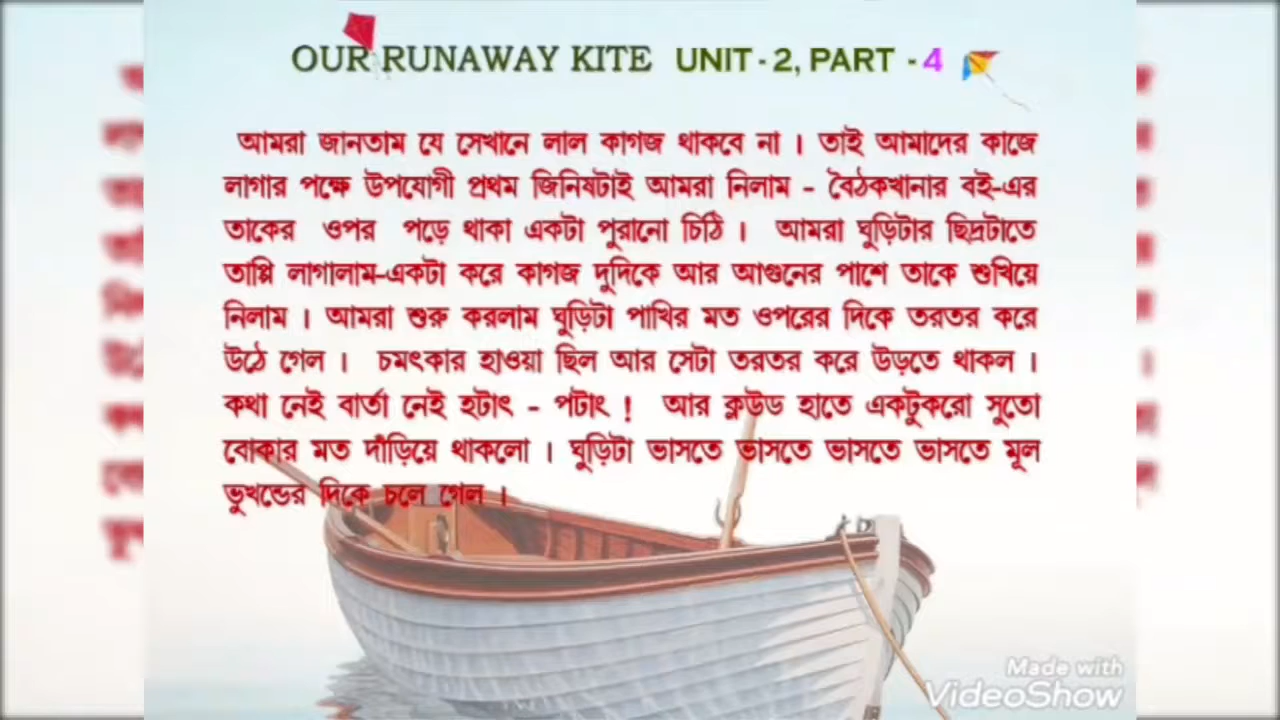 OUR RUNAWAY KITE UNIT - 2, PART - 4
আমরা জানতাম যে সেখানে লাল কাগজ থাকবে না । তাই আমাদের কাজে
লাগার পক্ষে উপযোগী প্রথম জিনিষটাই আমরা নিলাম - বৈঠকখানার বই-এর
তাকের ওপর পড়ে থাকা একটা পুরানো চিঠি । আমরা ঘুড়িটার ছিদ্রটাতে
তাপ্পি লাগালাম-একটা করে কাগজ দুদিকে আর আগুনের পাশে তাকে শুখিয়ে
নিলাম । আমরা শুরু করলাম ঘুড়িটা পাখির মত ওপরের দিকে তরতর করে
উঠে গেল । চমৎকার হাওয়া ছিল আর সেটা তরতর করে উড়তে থাকল ।
কথা নেই বার্তা নেই হটাৎ - পটাং ! আর ক্লউড হাতে একটুকরো সুতো
বোকার মত দাঁড়িয়ে থাকলো । ঘুড়িটা ভাসতে ভাসতে ভাসতে ভাসতে মূল
ভুখন্ডের দিকে চলে গেল ।
Made with
VideoShow